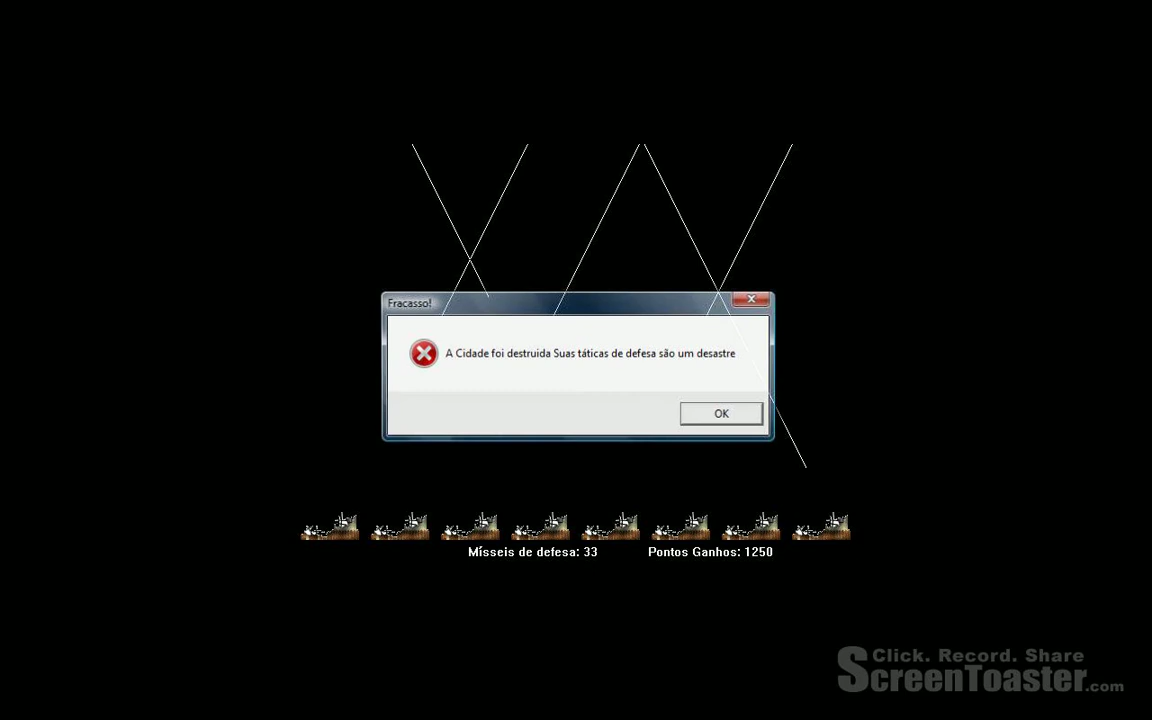 Fracasso!
A Cidade foi destruida Suas táticas de defesa são um desastre
OK
Mísseis de defesa: 33 Pontos Ganhos: 1250
Click. Record. Share
ScreenToaster.com